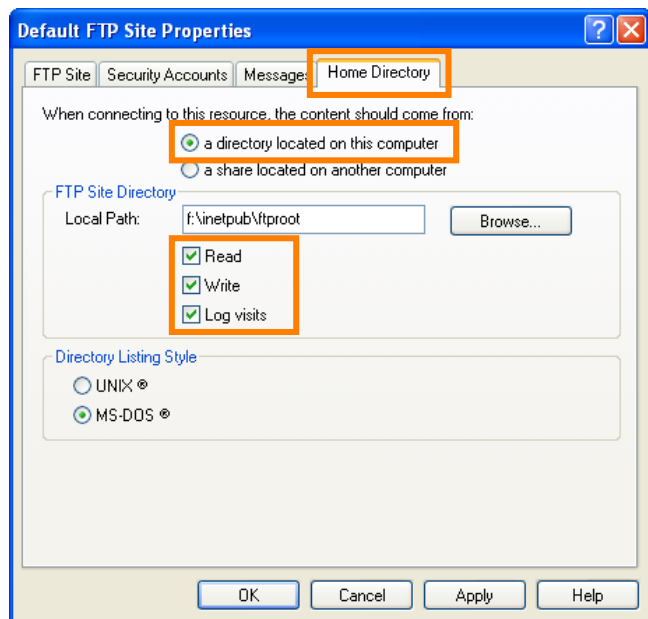 Default FTP Site Properties
FTP Site Security Accounts Messages Home Directory
When connecting to this resource, the content should come from:
a directory located on this computer
a share located on another computer
FTP Site Directory
Local Path: f:\inetpub\ftproot Browse...
Read
Write
Log visits
Directory Listing Style
UNIX ®
MS-DOS ®
OK Cancel Apply Help